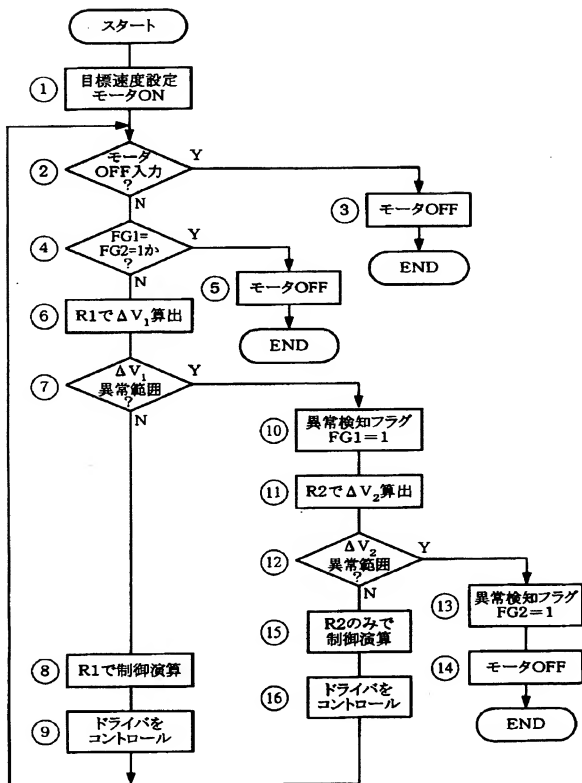 スタート
① 目標速度設定
モータON
② モータ
OFF入力
?
Y
N
③ モータOFF
END
④ FG1=
FG2=1か
?
Y
N
⑤ モータOFF
END
⑥ R1でΔV₁算出
⑦ ΔV₁
異常範囲
?
Y
N
⑩ 異常検知フラグ
FG1=1
⑪ R2でΔV₂算出
⑫ ΔV₂
異常範囲
?
Y
N
⑬ 異常検知フラグ
FG2=1
⑭ モータOFF
END
⑮ R2のみで
制御演算
⑯ ドライバを
コントロール
⑧ R1で制御演算
⑨ ドライバを
コントロール